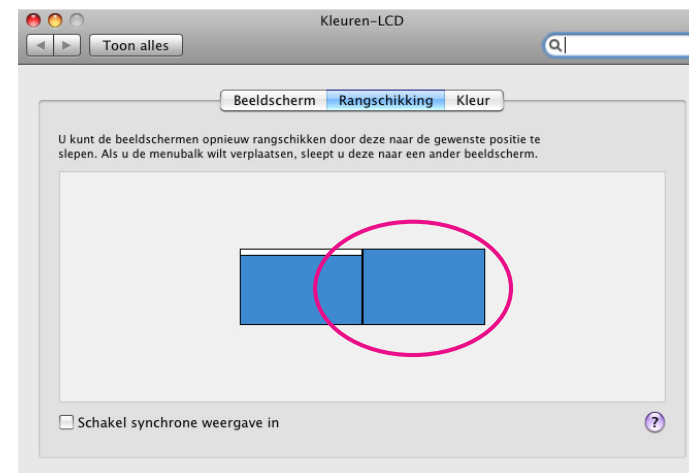 Kleuren-LCD
Toon alles
Beeldscherm Rangschikking Kleur
U kunt de beeldschermen opnieuw rangschikken door deze naar de gewenste positie te
slepen. Als u de menubalk wilt verplaatsen, sleept u deze naar een ander beeldscherm.
Schakel synchrone weergave in
?